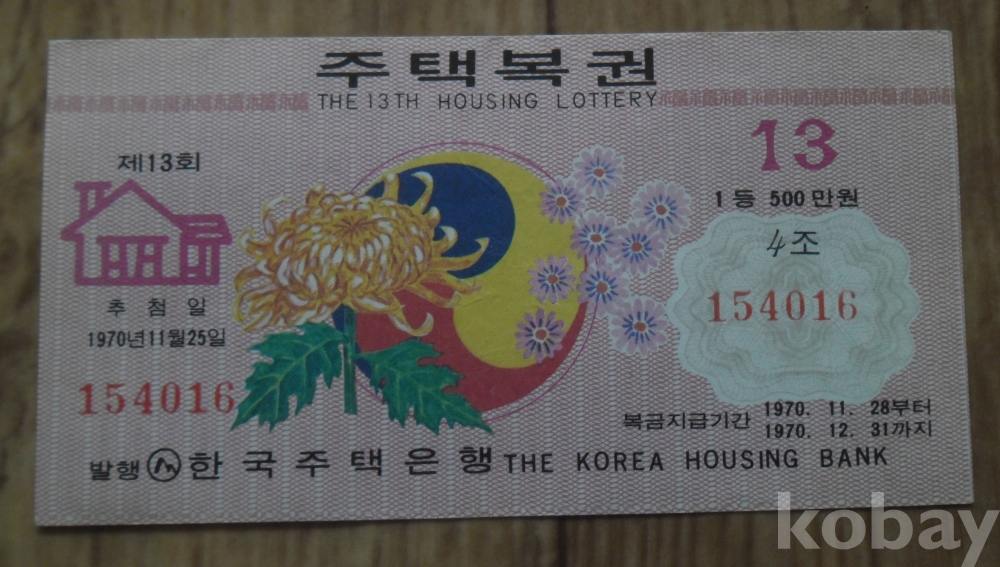 주택복권
THE 13TH HOUSING LOTTERY
제13회
13
1등 500만원
4조
154016
추첨일
1970년11월25일
154016
복금지급기간 1970. 11. 28부터
1970. 12. 31까지
발행 한국주택은행 THE KOREA HOUSING BANK
kobay